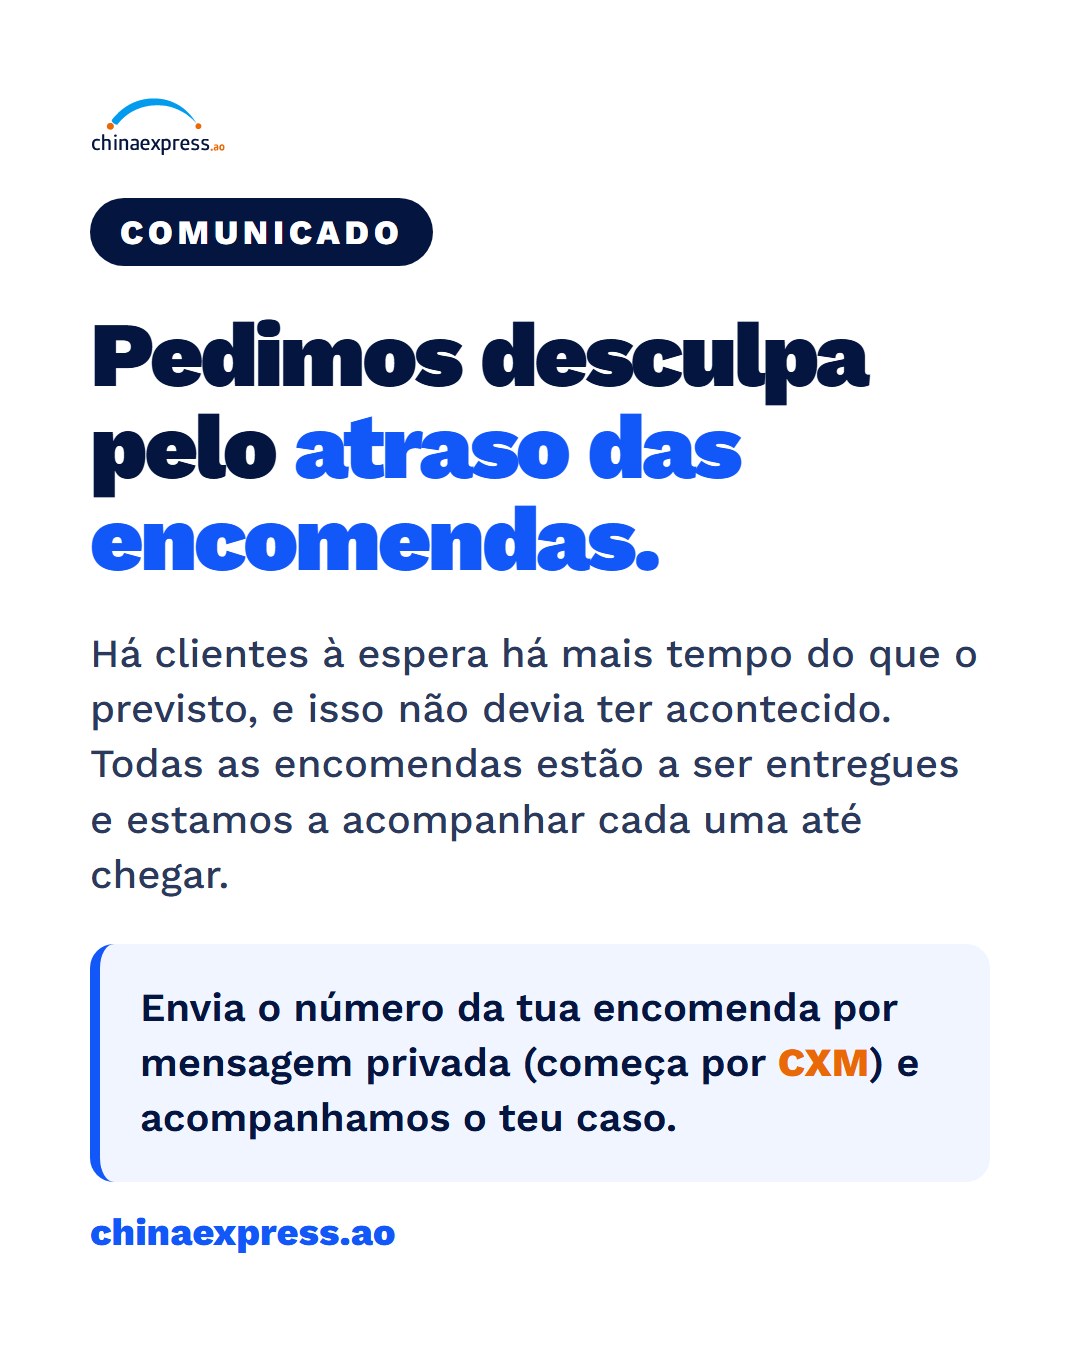 chinaexpress.ao
COMUNICADO
Pedimos desculpa
pelo atraso das
encomendas.
Há clientes à espera há mais tempo do que o
previsto, e isso não devia ter acontecido.
Todas as encomendas estão a ser entregues
e estamos a acompanhar cada uma até
chegar.
Envia o número da tua encomenda por
mensagem privada (começa por CXM) e
acompanhamos o teu caso.
chinaexpress.ao